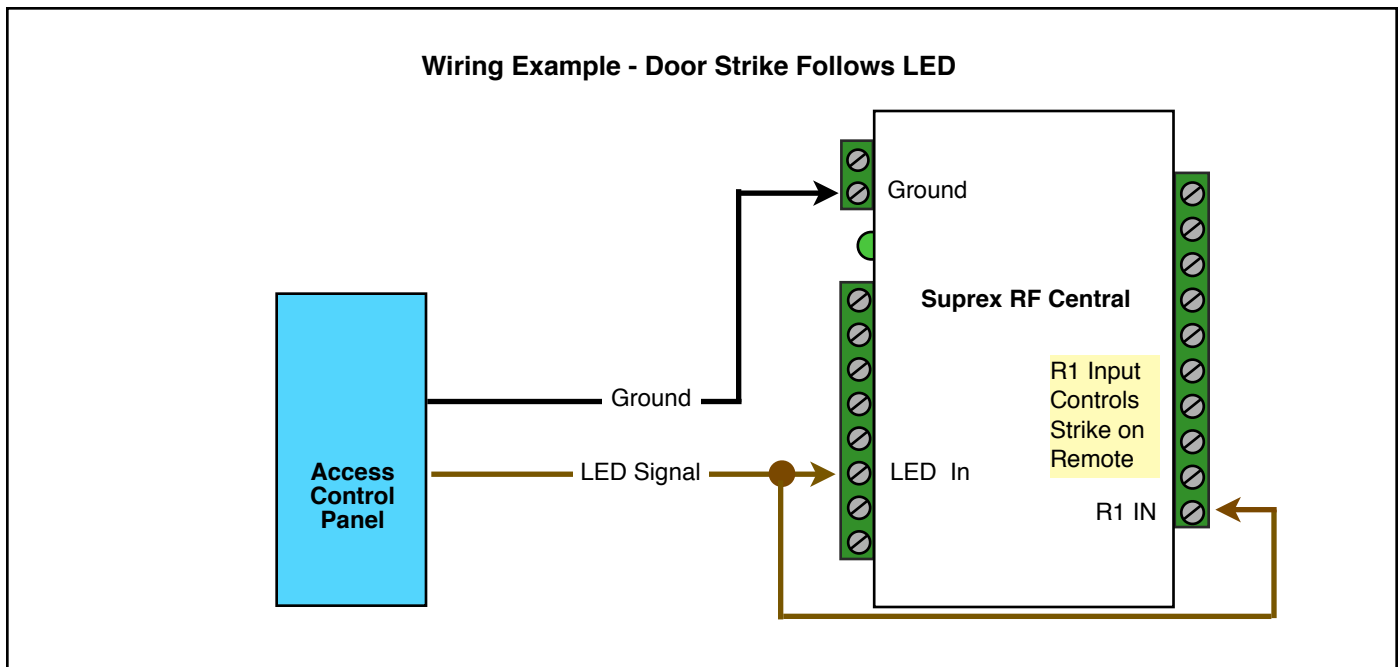 Wiring Example - Door Strike Follows LED
Ground
Suprex RF Central
R1 Input
Controls
Strike on
Remote
Ground
LED Signal
LED In
Access
Control
Panel
R1 IN